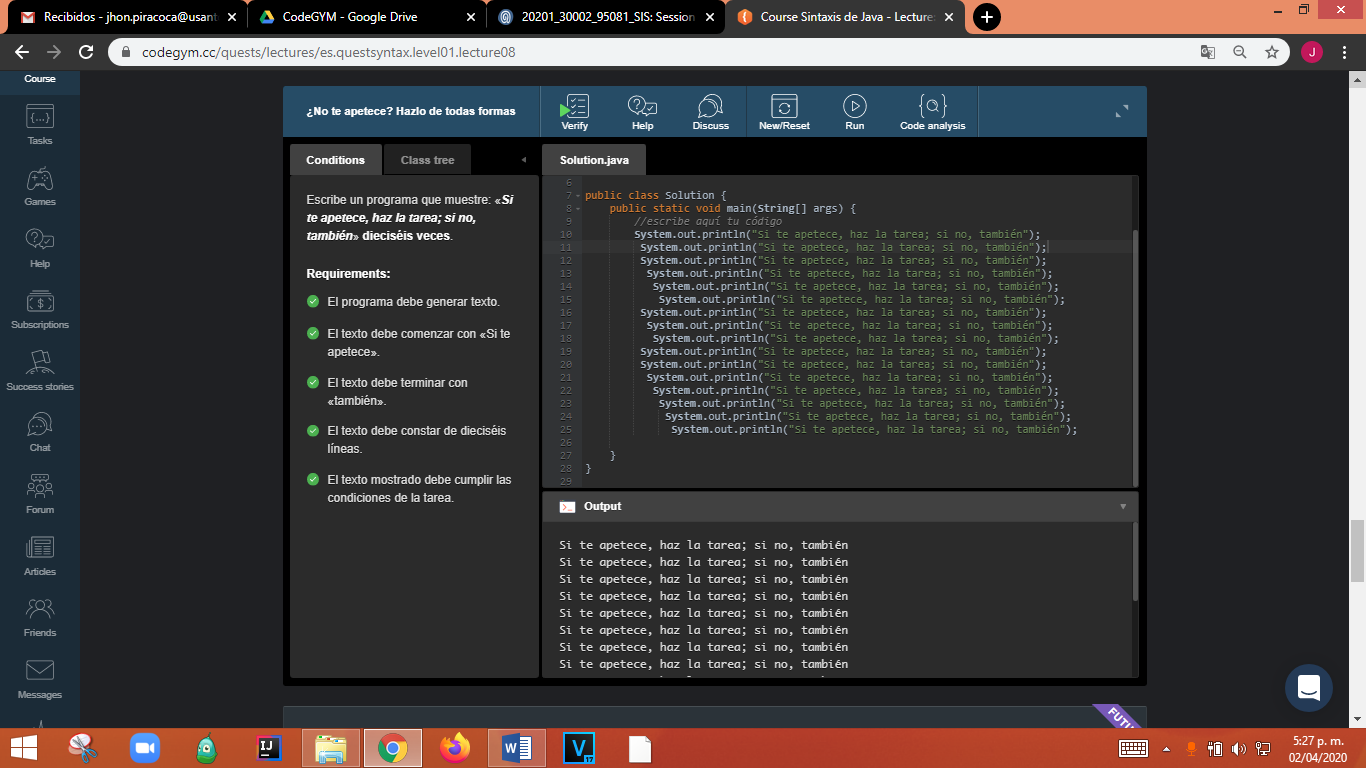 Recibidos - jhon.piracoca@usant
CodeGYM - Google Drive
20201_30002_95081_SIS: Session
Course Sintaxis de Java - Lecture
codegym.cc/quests/lectures/es.questsyntax.level01.lecture08
J
Course
Tasks
Games
Help
Subscriptions
Success stories
Chat
Forum
Articles
Friends
Messages
¿No te apetece? Hazlo de todas formas
Verify
Help
Discuss
New/Reset
Run
Code analysis
Conditions
Class tree
Escribe un programa que muestre: «Si
te apetece, haz la tarea; si no,
también» dieciséis veces.
Requirements:
El programa debe generar texto.
El texto debe comenzar con «Si te
apetece».
El texto debe terminar con
«también».
El texto debe constar de dieciséis
líneas.
El texto mostrado debe cumplir las
condiciones de la tarea.
Solution.java
6
7 public class Solution {
8 public static void main(String[] args) {
9 //escribe aquí tu código
10 System.out.println("Si te apetece, haz la tarea; si no, también");
11 System.out.println("Si te apetece, haz la tarea; si no, también");
12 System.out.println("Si te apetece, haz la tarea; si no, también");
13 System.out.println("Si te apetece, haz la tarea; si no, también");
14 System.out.println("Si te apetece, haz la tarea; si no, también");
15 System.out.println("Si te apetece, haz la tarea; si no, también");
16 System.out.println("Si te apetece, haz la tarea; si no, también");
17 System.out.println("Si te apetece, haz la tarea; si no, también");
18 System.out.println("Si te apetece, haz la tarea; si no, también");
19 System.out.println("Si te apetece, haz la tarea; si no, también");
20 System.out.println("Si te apetece, haz la tarea; si no, también");
21 System.out.println("Si te apetece, haz la tarea; si no, también");
22 System.out.println("Si te apetece, haz la tarea; si no, también");
23 System.out.println("Si te apetece, haz la tarea; si no, también");
24 System.out.println("Si te apetece, haz la tarea; si no, también");
25 System.out.println("Si te apetece, haz la tarea; si no, también");
26
27 }
28 }
29
Output
Si te apetece, haz la tarea; si no, también
Si te apetece, haz la tarea; si no, también
Si te apetece, haz la tarea; si no, también
Si te apetece, haz la tarea; si no, también
Si te apetece, haz la tarea; si no, también
Si te apetece, haz la tarea; si no, también
Si te apetece, haz la tarea; si no, también
Si te apetece, haz la tarea; si no, también
5:27 p. m.
02/04/2020